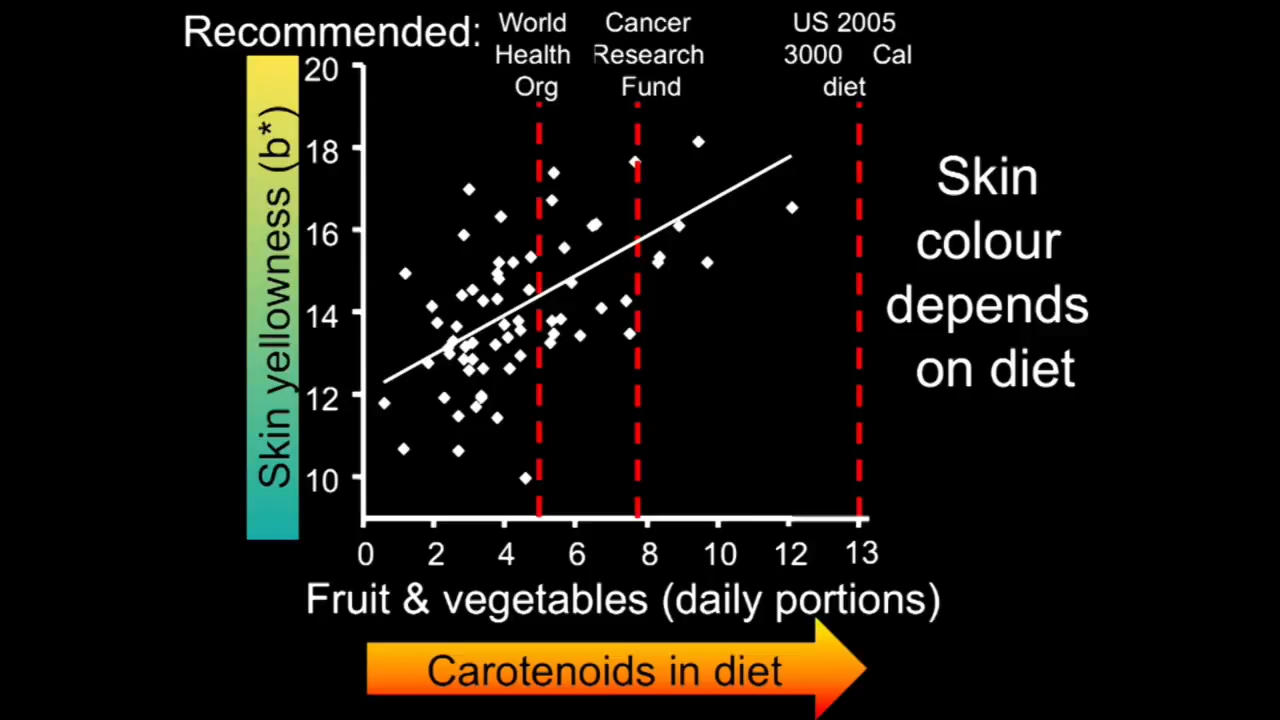 Recommended:
World
Health
Org
Cancer
Research
Fund
US 2005
3000 Cal
diet
Skin yellowness (b*)
20
18
16
14
12
10
0 2 4 6 8 10 12 13
Fruit & vegetables (daily portions)
Carotenoids in diet
Skin
colour
depends
on diet